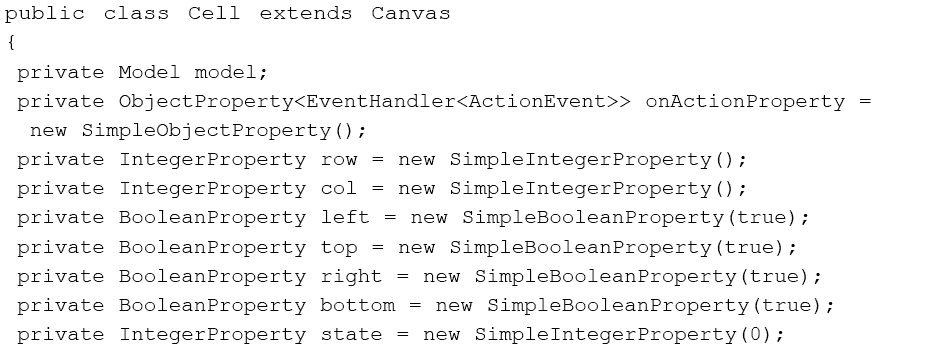 public class Cell extends Canvas
{
private Model model;
private ObjectProperty<EventHandler<ActionEvent>> onActionProperty =
new SimpleObjectProperty();
private IntegerProperty row = new SimpleIntegerProperty();
private IntegerProperty col = new SimpleIntegerProperty();
private BooleanProperty left = new SimpleBooleanProperty(true);
private BooleanProperty top = new SimpleBooleanProperty(true);
private BooleanProperty right = new SimpleBooleanProperty(true);
private BooleanProperty bottom = new SimpleBooleanProperty(true);
private IntegerProperty state = new SimpleIntegerProperty(0);